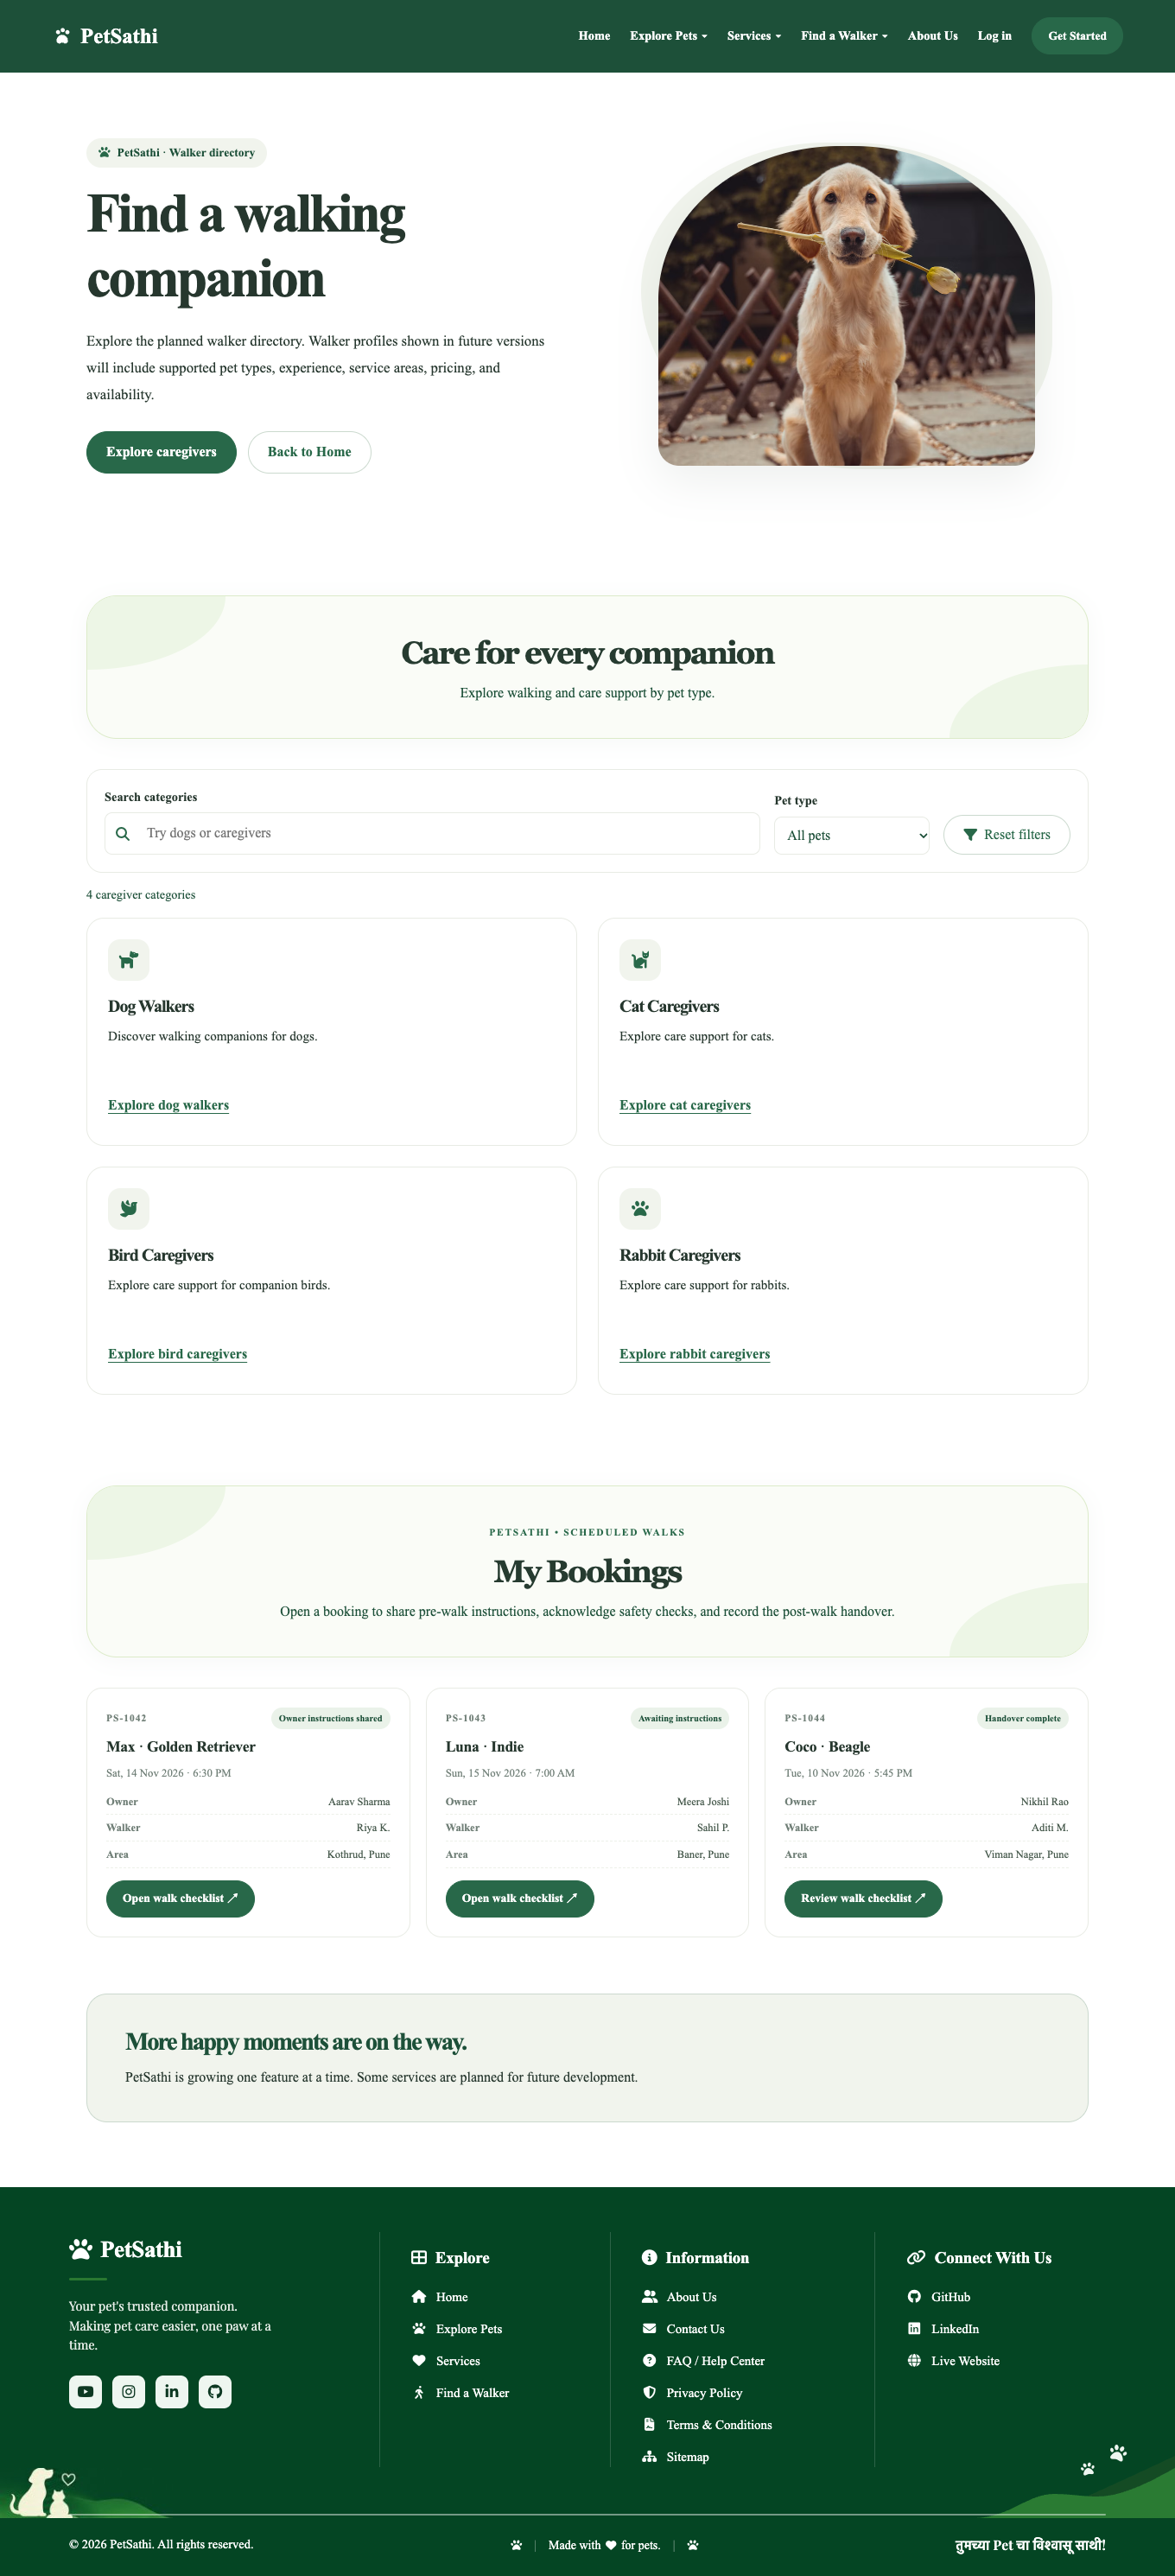 PetSathi
Home
Explore Pets
Services
Find a Walker
About Us
Log in
Get Started
PetSathi · Walker directory
Find a walking
companion
Explore the planned walker directory. Walker profiles shown in future versions
will include supported pet types, experience, service areas, pricing, and
availability.
Explore caregivers
Back to Home
Care for every companion
Explore walking and care support by pet type.
Search categories
Try dogs or caregivers
Pet type
All pets
Reset filters
4 caregiver categories
Dog Walkers
Discover walking companions for dogs.
Explore dog walkers
Cat Caregivers
Explore care support for cats.
Explore cat caregivers
Bird Caregivers
Explore care support for companion birds.
Explore bird caregivers
Rabbit Caregivers
Explore care support for rabbits.
Explore rabbit caregivers
PETSATHI • SCHEDULED WALKS
My Bookings
Open a booking to share pre-walk instructions, acknowledge safety checks, and record the post-walk handover.
PS-1042
Owner instructions shared
Max · Golden Retriever
Sat, 14 Nov 2026 · 6:30 PM
Owner Aarav Sharma
Walker Riya K.
Area Kothrud, Pune
Open walk checklist ↗
PS-1043
Awaiting instructions
Luna · Indie
Sun, 15 Nov 2026 · 7:00 AM
Owner Meera Joshi
Walker Sahil P.
Area Baner, Pune
Open walk checklist ↗
PS-1044
Handover complete
Coco · Beagle
Tue, 10 Nov 2026 · 5:45 PM
Owner Nikhil Rao
Walker Aditi M.
Area Viman Nagar, Pune
Review walk checklist ↗
More happy moments are on the way.
PetSathi is growing one feature at a time. Some services are planned for future development.
PetSathi
Your pet's trusted companion.
Making pet care easier, one paw at a
time.
Explore
Home
Explore Pets
Services
Find a Walker
Information
About Us
Contact Us
FAQ / Help Center
Privacy Policy
Terms & Conditions
Sitemap
Connect With Us
GitHub
LinkedIn
Live Website
© 2026 PetSathi. All rights reserved.
| Made with ♥ for pets. |
तुमच्या Pet चा विश्वासू साथी!